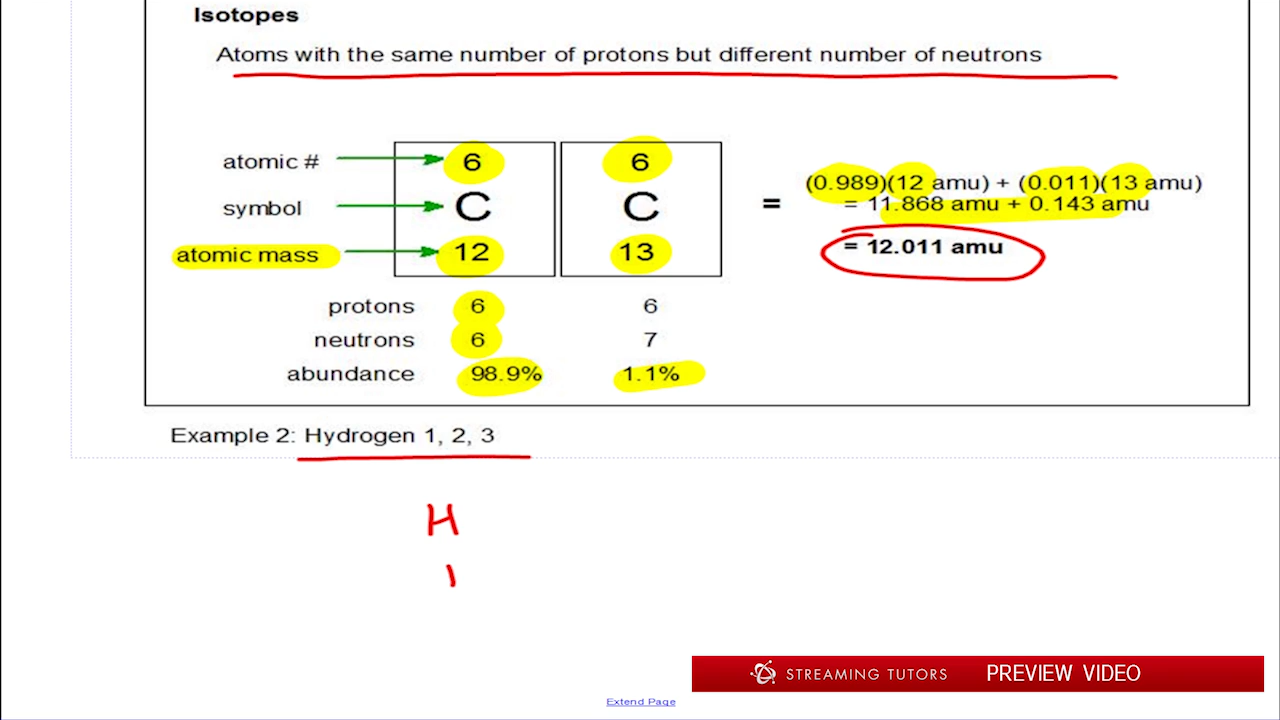 Isotopes
Atoms with the same number of protons but different number of neutrons
atomic # 6 6
symbol C C
atomic mass 12 13
protons 6 6
neutrons 6 7
abundance 98.9% 1.1%
= (0.989)(12 amu) + (0.011)(13 amu)
= 11.868 amu + 0.143 amu
= 12.011 amu
Example 2: Hydrogen 1, 2, 3
H
1
STREAMING TUTORS PREVIEW VIDEO
Extend Page